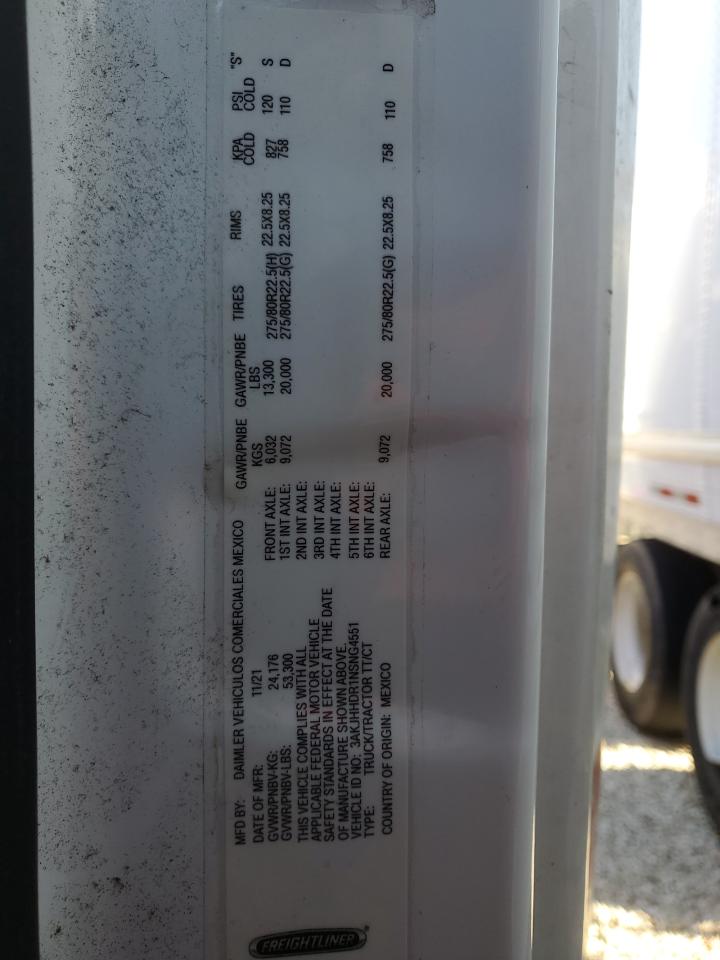 FREIGHTLINER
MFD BY: DAIMLER VEHICULOS COMERCIALES MEXICO
DATE OF MFR: 11/21
GVWR/PNBV-KG: 24,176
GVWR/PNBV-LBS: 53,300
THIS VEHICLE COMPLIES WITH ALL
APPLICABLE FEDERAL MOTOR VEHICLE
SAFETY STANDARDS IN EFFECT AT THE DATE
OF MANUFACTURE SHOWN ABOVE.
VEHICLE ID NO: 3AKJHHDR1NSNG4551
TYPE: TRUCK/TRACTOR TT/CT
COUNTRY OF ORIGIN: MEXICO
GAWR/PNBE KGS GAWR/PNBE LBS TIRES RIMS KPA COLD PSI COLD "S"
FRONT AXLE: 6,032 13,300 275/80R22.5(H) 22.5X8.25 827 120 S
1ST INT AXLE: 9,072 20,000 275/80R22.5(G) 22.5X8.25 758 110 D
2ND INT AXLE:
3RD INT AXLE:
4TH INT AXLE:
5TH INT AXLE:
6TH INT AXLE:
REAR AXLE: 9,072 20,000 275/80R22.5(G) 22.5X8.25 758 110 D